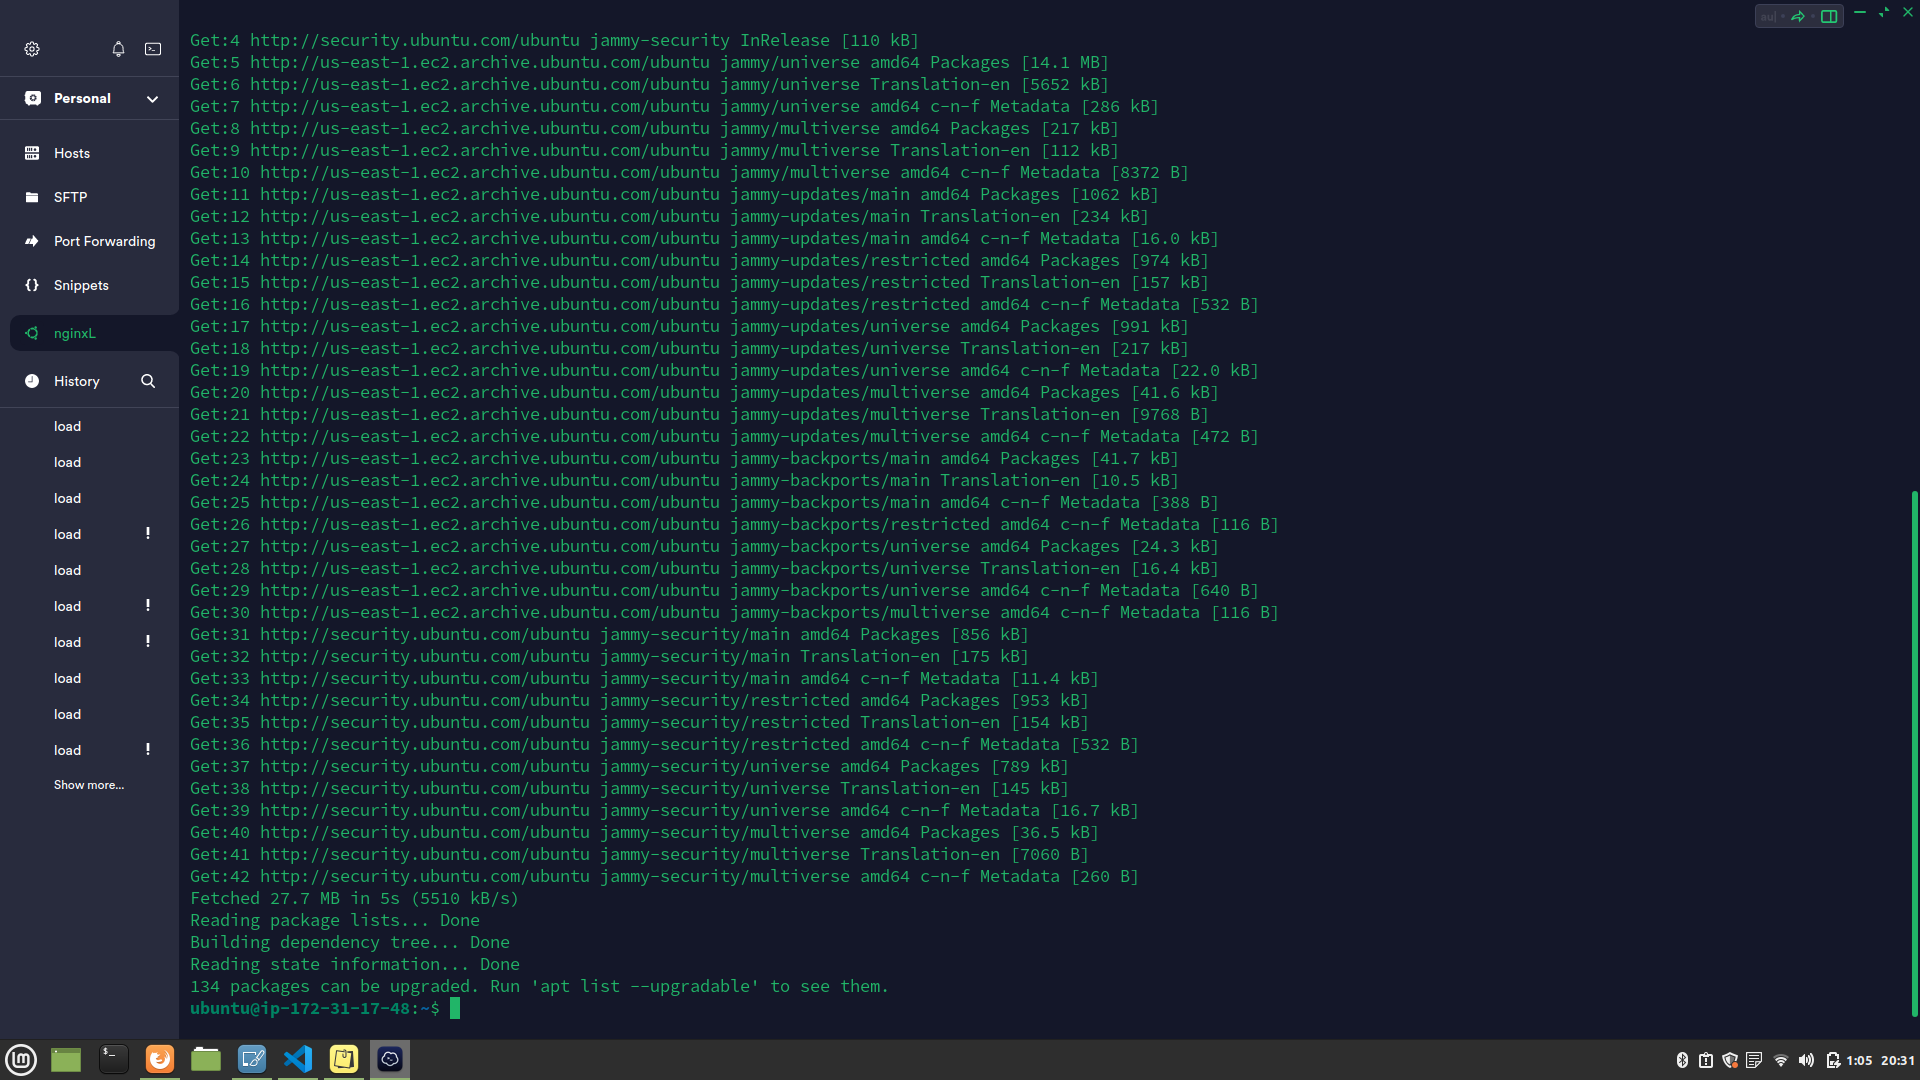 Get:4 http://security.ubuntu.com/ubuntu jammy-security InRelease [110 kB]
Get:5 http://us-east-1.ec2.archive.ubuntu.com/ubuntu jammy/universe amd64 Packages [14.1 MB]
Get:6 http://us-east-1.ec2.archive.ubuntu.com/ubuntu jammy/universe Translation-en [5652 kB]
Get:7 http://us-east-1.ec2.archive.ubuntu.com/ubuntu jammy/universe amd64 c-n-f Metadata [286 kB]
Get:8 http://us-east-1.ec2.archive.ubuntu.com/ubuntu jammy/multiverse amd64 Packages [217 kB]
Get:9 http://us-east-1.ec2.archive.ubuntu.com/ubuntu jammy/multiverse Translation-en [112 kB]
Get:10 http://us-east-1.ec2.archive.ubuntu.com/ubuntu jammy/multiverse amd64 c-n-f Metadata [8372 B]
Get:11 http://us-east-1.ec2.archive.ubuntu.com/ubuntu jammy-updates/main amd64 Packages [1062 kB]
Get:12 http://us-east-1.ec2.archive.ubuntu.com/ubuntu jammy-updates/main Translation-en [234 kB]
Get:13 http://us-east-1.ec2.archive.ubuntu.com/ubuntu jammy-updates/main amd64 c-n-f Metadata [16.0 kB]
Get:14 http://us-east-1.ec2.archive.ubuntu.com/ubuntu jammy-updates/restricted amd64 Packages [974 kB]
Get:15 http://us-east-1.ec2.archive.ubuntu.com/ubuntu jammy-updates/restricted Translation-en [157 kB]
Get:16 http://us-east-1.ec2.archive.ubuntu.com/ubuntu jammy-updates/restricted amd64 c-n-f Metadata [532 B]
Get:17 http://us-east-1.ec2.archive.ubuntu.com/ubuntu jammy-updates/universe amd64 Packages [991 kB]
Get:18 http://us-east-1.ec2.archive.ubuntu.com/ubuntu jammy-updates/universe Translation-en [217 kB]
Get:19 http://us-east-1.ec2.archive.ubuntu.com/ubuntu jammy-updates/universe amd64 c-n-f Metadata [22.0 kB]
Get:20 http://us-east-1.ec2.archive.ubuntu.com/ubuntu jammy-updates/multiverse amd64 Packages [41.6 kB]
Get:21 http://us-east-1.ec2.archive.ubuntu.com/ubuntu jammy-updates/multiverse Translation-en [9768 B]
Get:22 http://us-east-1.ec2.archive.ubuntu.com/ubuntu jammy-updates/multiverse amd64 c-n-f Metadata [472 B]
Get:23 http://us-east-1.ec2.archive.ubuntu.com/ubuntu jammy-backports/main amd64 Packages [41.7 kB]
Get:24 http://us-east-1.ec2.archive.ubuntu.com/ubuntu jammy-backports/main Translation-en [10.5 kB]
Get:25 http://us-east-1.ec2.archive.ubuntu.com/ubuntu jammy-backports/main amd64 c-n-f Metadata [388 B]
Get:26 http://us-east-1.ec2.archive.ubuntu.com/ubuntu jammy-backports/restricted amd64 c-n-f Metadata [116 B]
Get:27 http://us-east-1.ec2.archive.ubuntu.com/ubuntu jammy-backports/universe amd64 Packages [24.3 kB]
Get:28 http://us-east-1.ec2.archive.ubuntu.com/ubuntu jammy-backports/universe Translation-en [16.4 kB]
Get:29 http://us-east-1.ec2.archive.ubuntu.com/ubuntu jammy-backports/universe amd64 c-n-f Metadata [640 B]
Get:30 http://us-east-1.ec2.archive.ubuntu.com/ubuntu jammy-backports/multiverse amd64 c-n-f Metadata [116 B]
Get:31 http://security.ubuntu.com/ubuntu jammy-security/main amd64 Packages [856 kB]
Get:32 http://security.ubuntu.com/ubuntu jammy-security/main Translation-en [175 kB]
Get:33 http://security.ubuntu.com/ubuntu jammy-security/main amd64 c-n-f Metadata [11.4 kB]
Get:34 http://security.ubuntu.com/ubuntu jammy-security/restricted amd64 Packages [953 kB]
Get:35 http://security.ubuntu.com/ubuntu jammy-security/restricted Translation-en [154 kB]
Get:36 http://security.ubuntu.com/ubuntu jammy-security/restricted amd64 c-n-f Metadata [532 B]
Get:37 http://security.ubuntu.com/ubuntu jammy-security/universe amd64 Packages [789 kB]
Get:38 http://security.ubuntu.com/ubuntu jammy-security/universe Translation-en [145 kB]
Get:39 http://security.ubuntu.com/ubuntu jammy-security/universe amd64 c-n-f Metadata [16.7 kB]
Get:40 http://security.ubuntu.com/ubuntu jammy-security/multiverse amd64 Packages [36.5 kB]
Get:41 http://security.ubuntu.com/ubuntu jammy-security/multiverse Translation-en [7060 B]
Get:42 http://security.ubuntu.com/ubuntu jammy-security/multiverse amd64 c-n-f Metadata [260 B]
Fetched 27.7 MB in 5s (5510 kB/s)
Reading package lists... Done
Building dependency tree... Done
Reading state information... Done
134 packages can be upgraded. Run 'apt list --upgradable' to see them.
ubuntu@ip-172-31-17-48:~$
Personal
Hosts
SFTP
Port Forwarding
Snippets
nginxL
History
load
load
load
load !
load
load !
load !
load
load
load !
Show more...
1:05 20:31